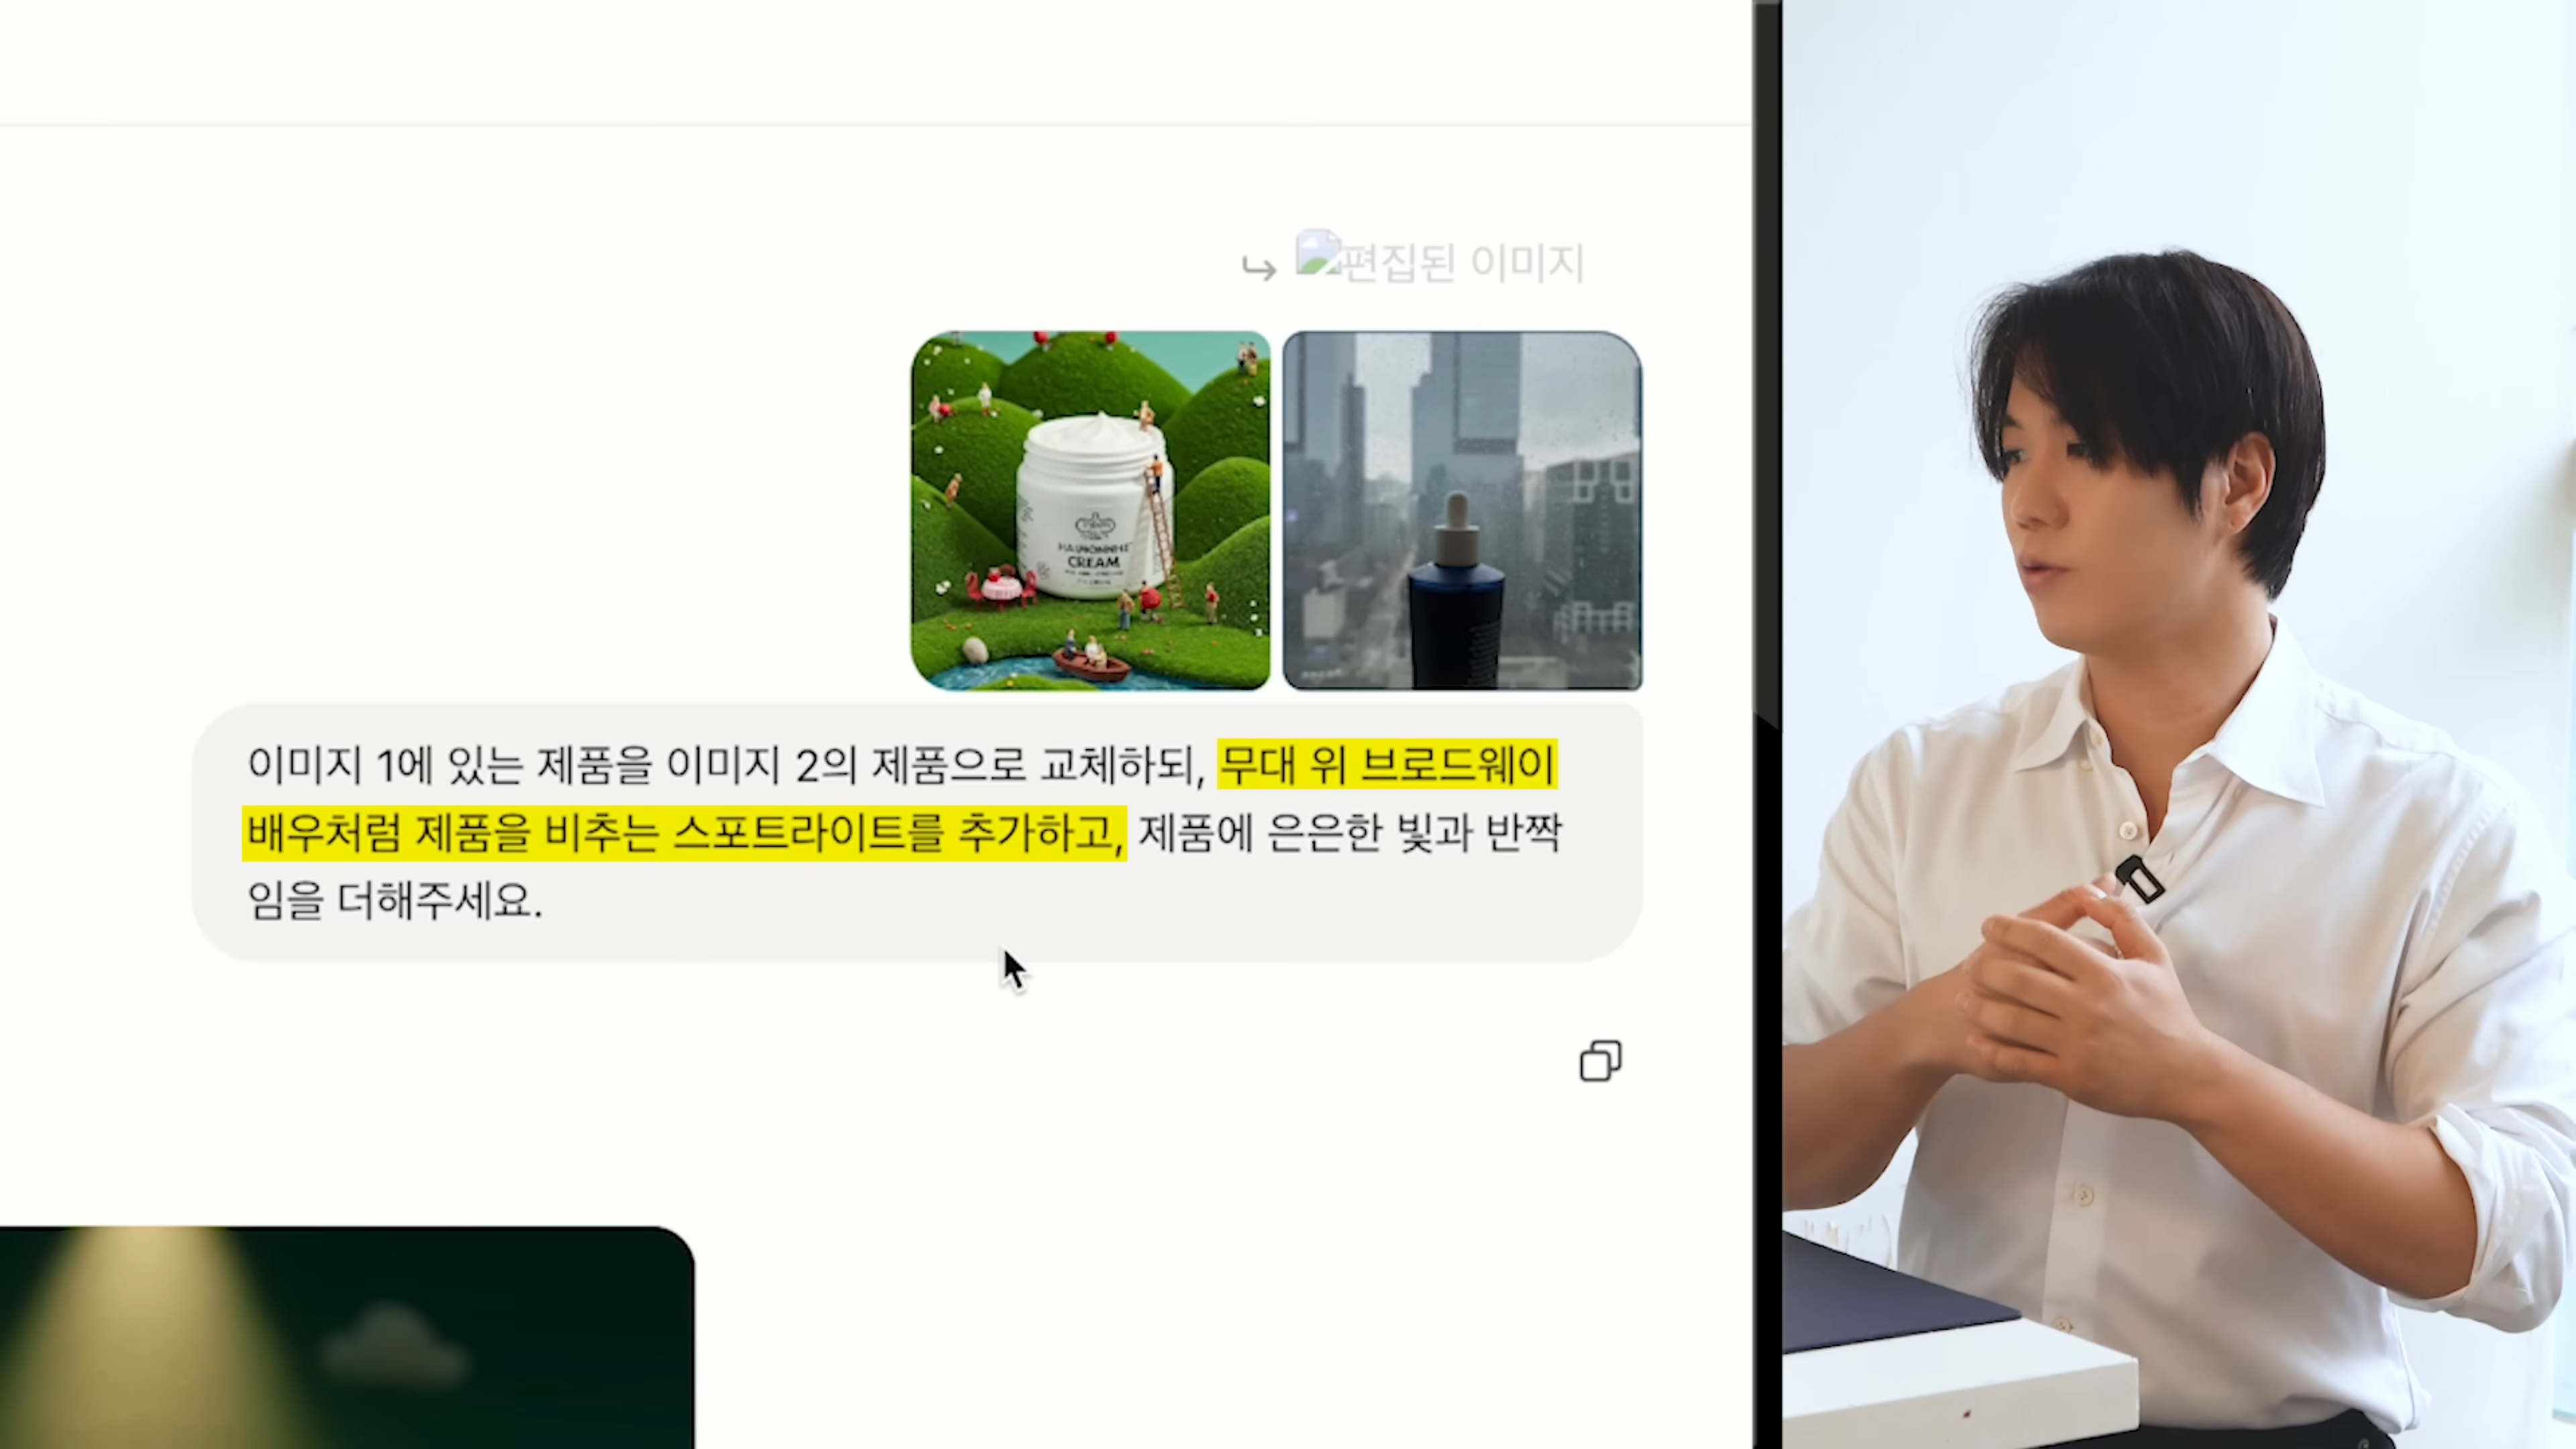 편집된 이미지
CREAM
이미지 1에 있는 제품을 이미지 2의 제품으로 교체하되, 무대 위 브로드웨이
배우처럼 제품을 비추는 스포트라이트를 추가하고, 제품에 은은한 빛과 반짝
임을 더해주세요.